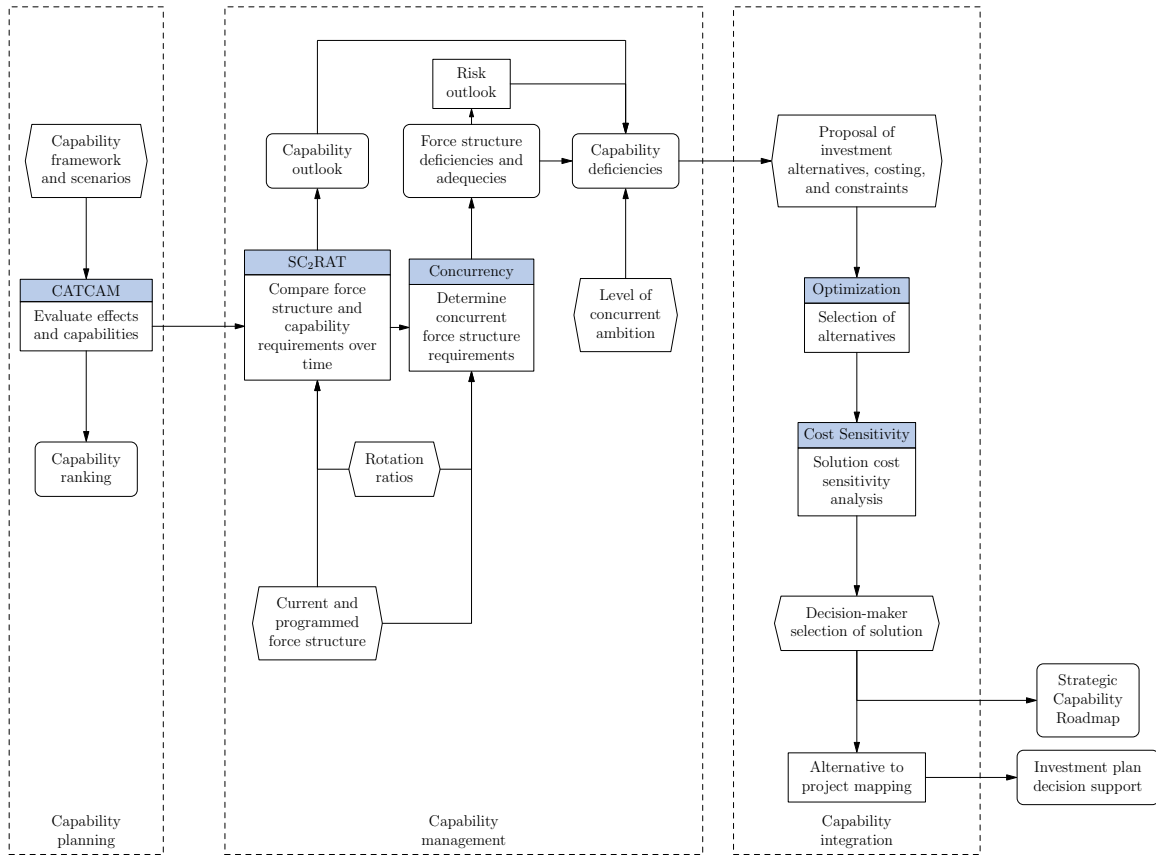 Capability
framework
and scenarios
CATCAM
Evaluate effects
and capabilities
Capability
ranking
Capability
planning
Risk
outlook
Capability
outlook
Force structure
deficiencies and
adequecies
Capability
deficiencies
SC₂RAT
Compare force
structure and
capability
requirements over
time
Concurrency
Determine
concurrent
force structure
requirements
Level of
concurrent
ambition
Rotation
ratios
Current and
programmed
force structure
Capability
management
Proposal of
investment
alternatives, costing,
and constraints
Optimization
Selection of
alternatives
Cost Sensitivity
Solution cost
sensitivity
analysis
Decision-maker
selection of solution
Strategic
Capability
Roadmap
Alternative to
project mapping
Investment plan
decision support
Capability
integration